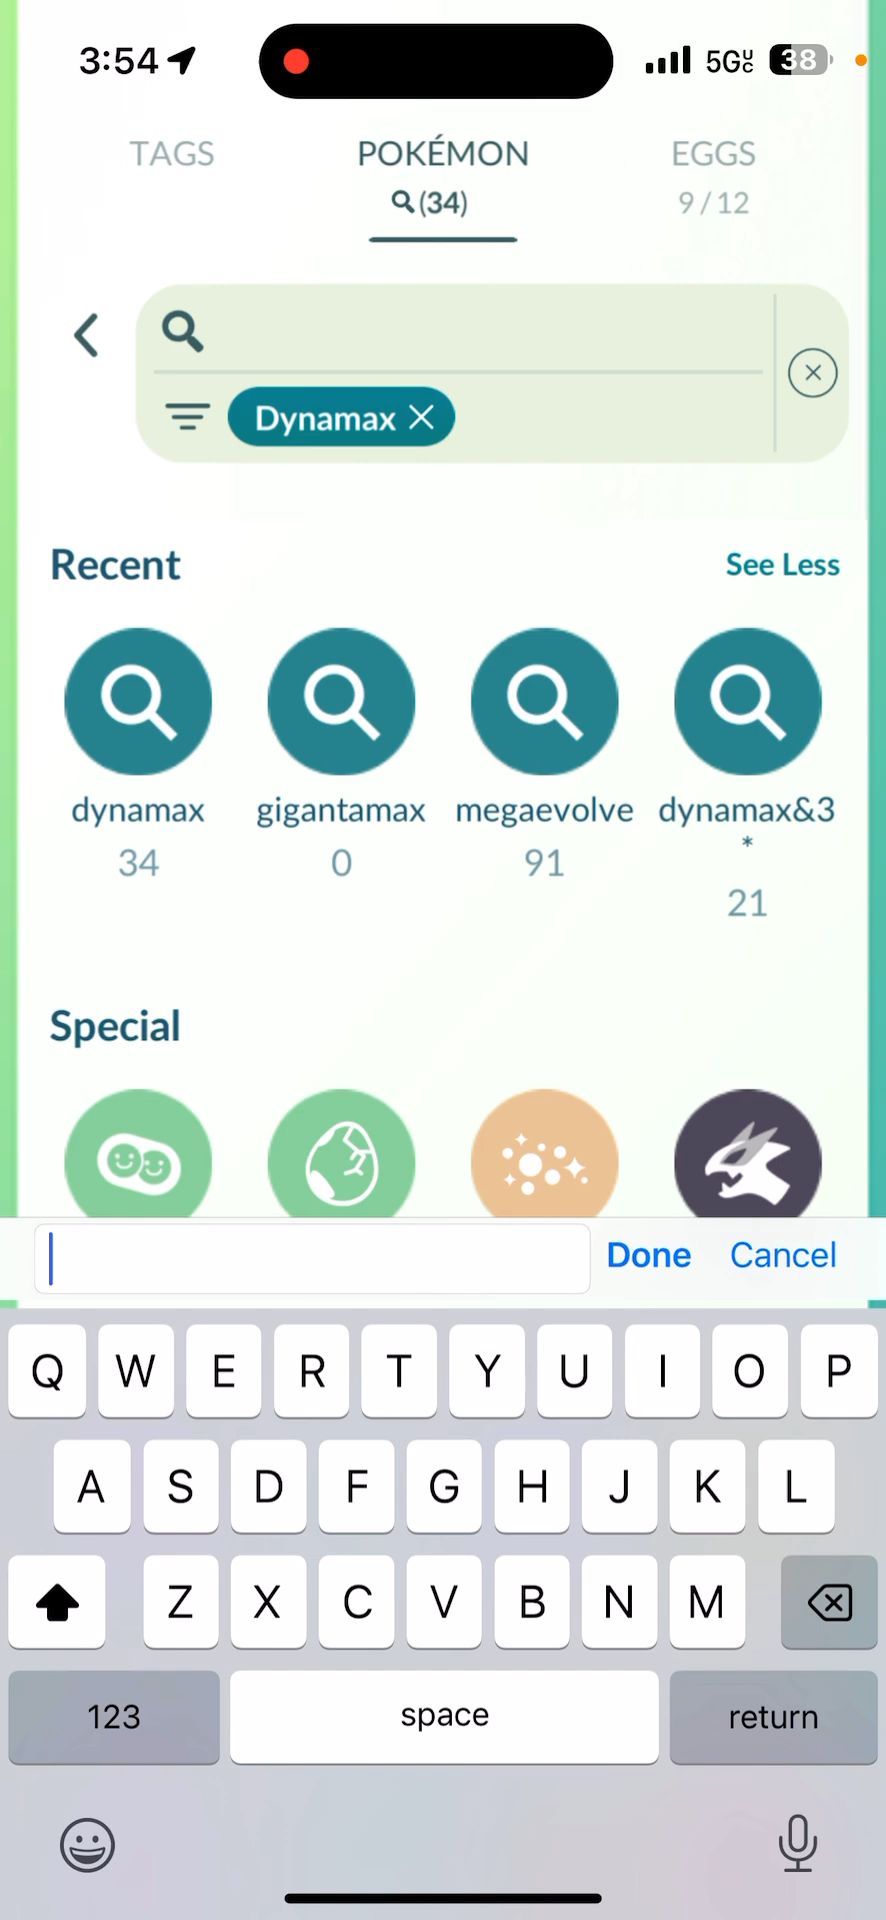 3:54 5GUC 38
TAGS POKÉMON EGGS
(34) 9 / 12
Dynamax
Recent See Less
dynamax gigantamax megaevolve dynamax&3
*
34 0 91 21
Special
Done Cancel
Q W E R T Y U I O P
A S D F G H J K L
Z X C V B N M
123 space return